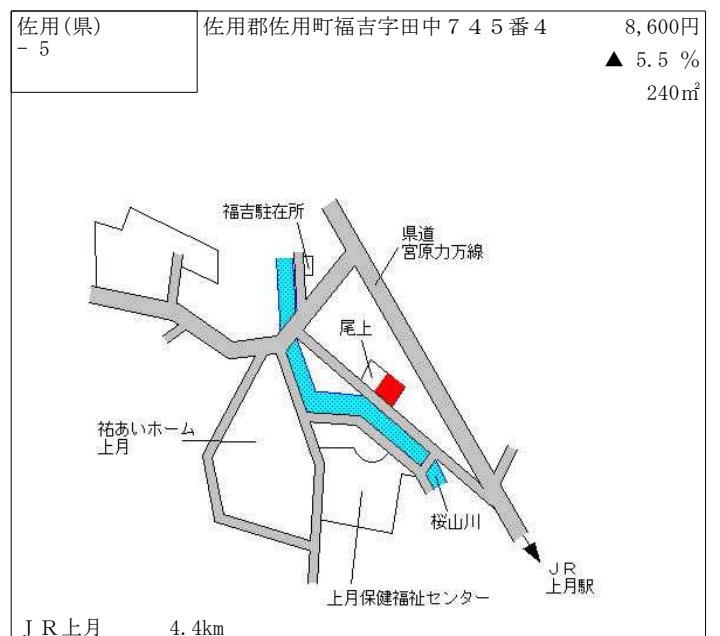 佐用(県)
- 5
佐用郡佐用町福吉字田中７４５番４
8,600円
▲ 5.5 %
240㎡
福吉駐在所
県道
宮原力万線
尾上
祐あいホーム
上月
桜山川
ＪＲ
上月駅
上月保健福祉センター
ＪＲ上月 4.4km